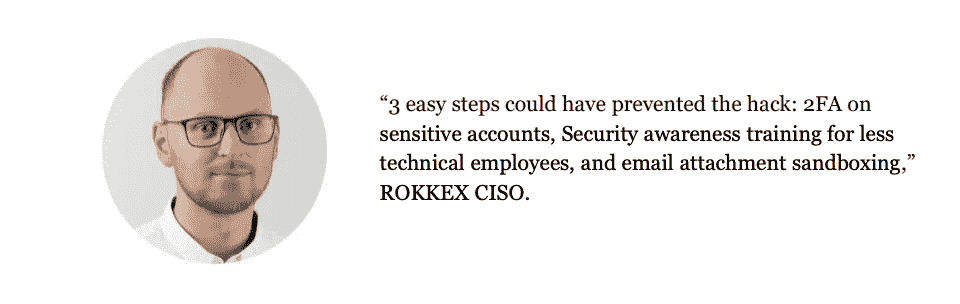 “3 easy steps could have prevented the hack: 2FA on
sensitive accounts, Security awareness training for less
technical employees, and email attachment sandboxing,”
ROKKEX CISO.